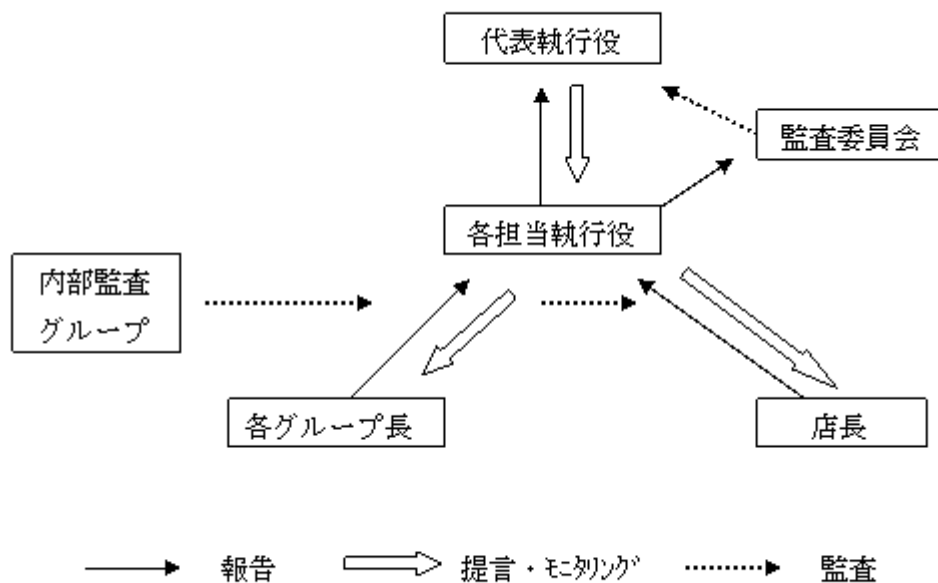 代表執行役
監査委員会
各担当執行役
内部監査
グループ
各グループ長
店長
報告
提言・ﾓﾆﾀﾘﾝｸﾞ
監査